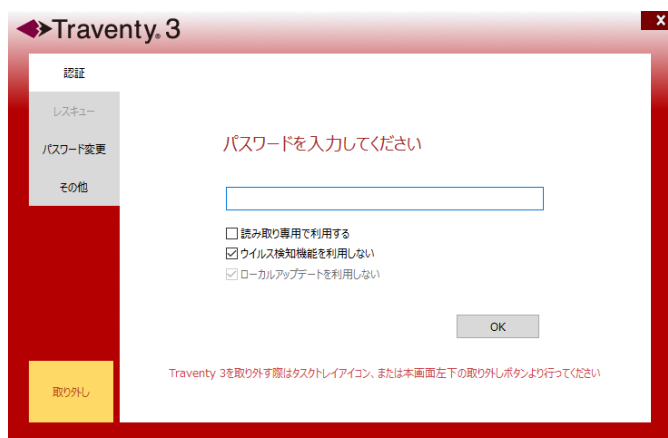 Traventy. 3
X
認証
レスキュー
パスワード変更
その他
パスワードを入力してください
読み取り専用で利用する
ウイルス検知機能を利用しない
ローカルアップデートを利用しない
OK
Traventy 3を取り外す際はタスクトレイアイコン、または本画面左下の取り外しボタンより行ってください
取り外し